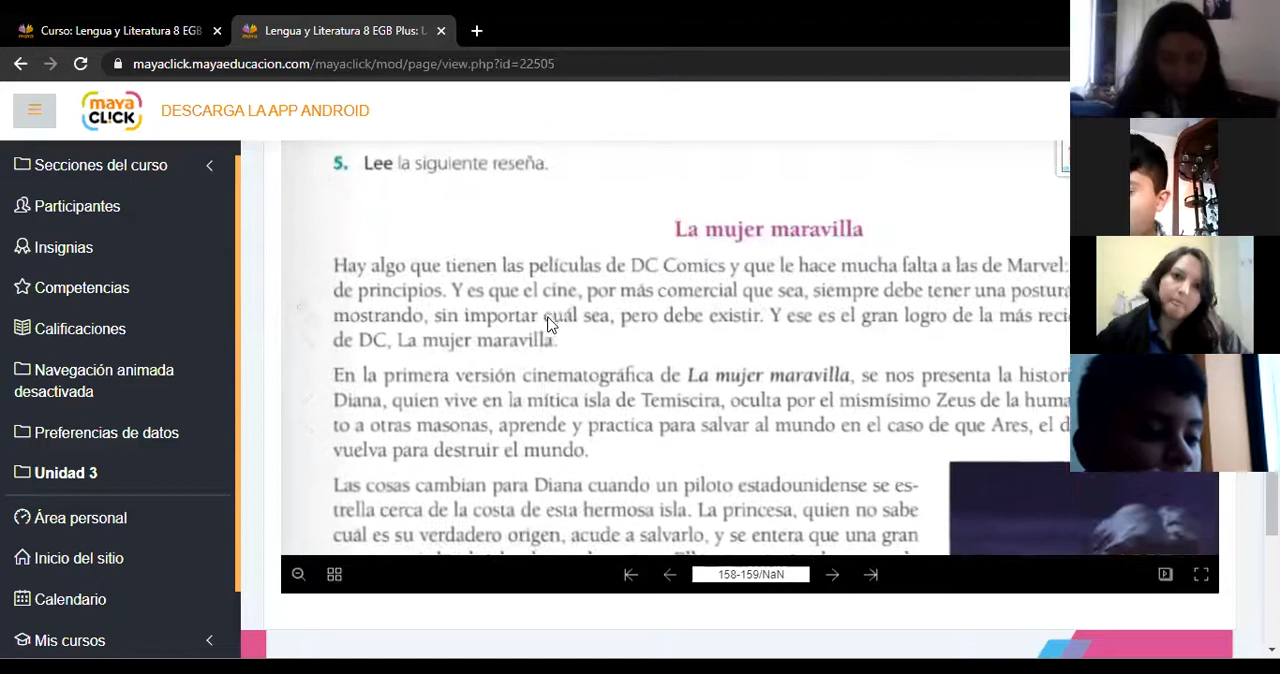 Curso: Lengua y Literatura 8 EGB
Lengua y Literatura 8 EGB Plus: L
mayaclick.mayaeducacion.com/mayaclick/mod/page/view.php?id=22505
maya
CL!CK
DESCARGA LA APP ANDROID
Secciones del curso
Participantes
Insignias
Competencias
Calificaciones
Navegación animada
desactivada
Preferencias de datos
Unidad 3
Área personal
Inicio del sitio
Calendario
Mis cursos
5. Lee la siguiente reseña.
La mujer maravilla
Hay algo que tienen las películas de DC Comics y que le hace mucha falta a las de Marvel:
de principios. Y es que el cine, por más comercial que sea, siempre debe tener una postura
mostrando, sin importar cuál sea, pero debe existir. Y ese es el gran logro de la más reci
de DC, La mujer maravilla.
En la primera versión cinematográfica de La mujer maravilla, se nos presenta la histori
Diana, quien vive en la mítica isla de Temiscira, oculta por el mismísimo Zeus de la huma
to a otras masonas, aprende y practica para salvar al mundo en el caso de que Ares, el d
vuelva para destruir el mundo.
Las cosas cambian para Diana cuando un piloto estadounidense se es-
trella cerca de la costa de esta hermosa isla. La princesa, quien no sabe
cuál es su verdadero origen, acude a salvarlo, y se entera que una gran
158-159/NaN